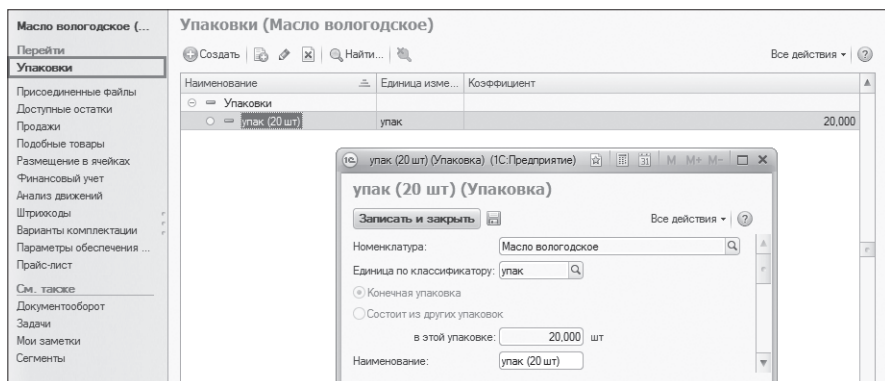 Масло вологодское (...
Перейти
Упаковки
Присоединенные файлы
Доступные остатки
Продажи
Подобные товары
Размещение в ячейках
Финансовый учет
Анализ движений
Штрихкоды
Варианты комплектации
Параметры обеспечения ...
Прайс-лист
См. также
Документооборот
Задачи
Мои заметки
Сегменты
Упаковки (Масло вологодское)
Создать Найти... Все действия ?
Наименование Единица изме... Коэффициент
Упаковки
упак (20 шт) упак 20,000
1С упак (20 шт) (Упаковка) (1С:Предприятие) 31 M M+ M-
упак (20 шт) (Упаковка)
Записать и закрыть Все действия ?
Номенклатура: Масло вологодское
Единица по классификатору: упак
Конечная упаковка
Состоит из других упаковок
в этой упаковке: 20,000 шт
Наименование: упак (20 шт)